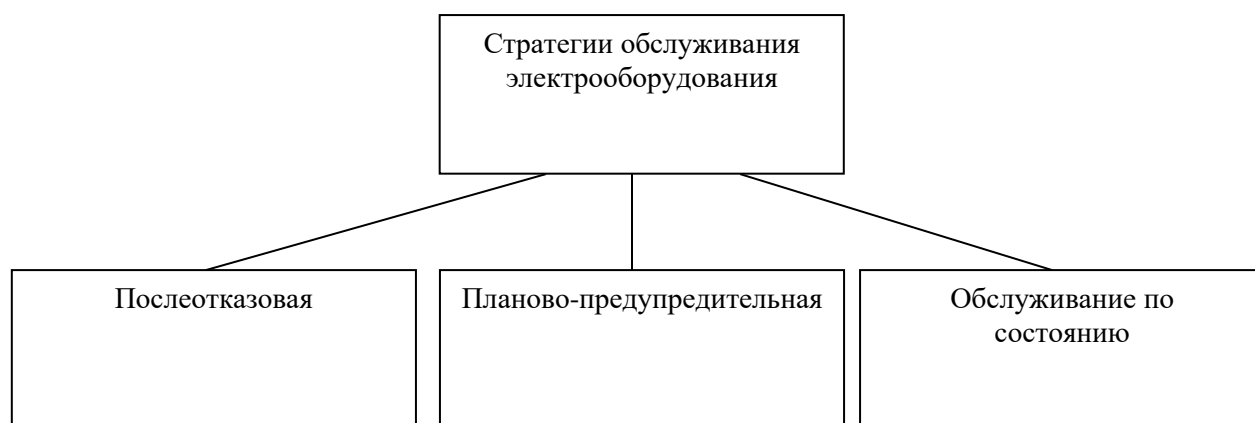 Стратегии обслуживания
электрооборудования
Послеотказовая
Планово-предупредительная
Обслуживание по
состоянию